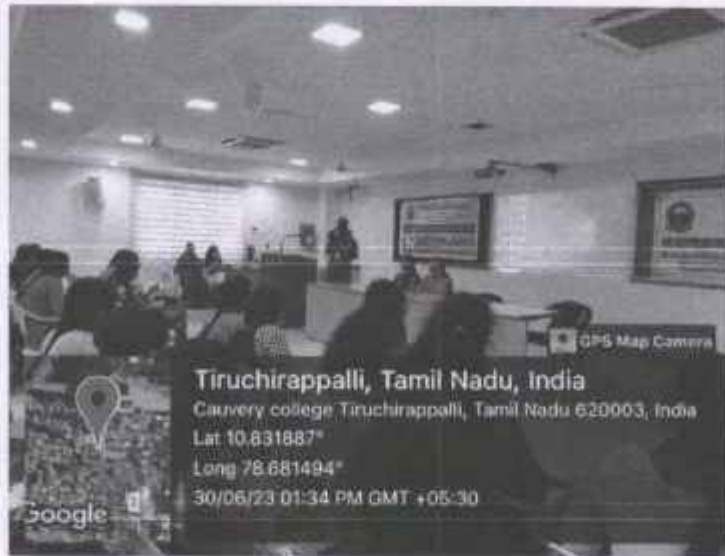 GPS Map Camera
Tiruchirappalli, Tamil Nadu, India
Cauvery college Tiruchirappalli, Tamil Nadu 620003, India
Lat 10.831887°
Long 78.681494°
30/06/23 01:34 PM GMT +05:30
Google